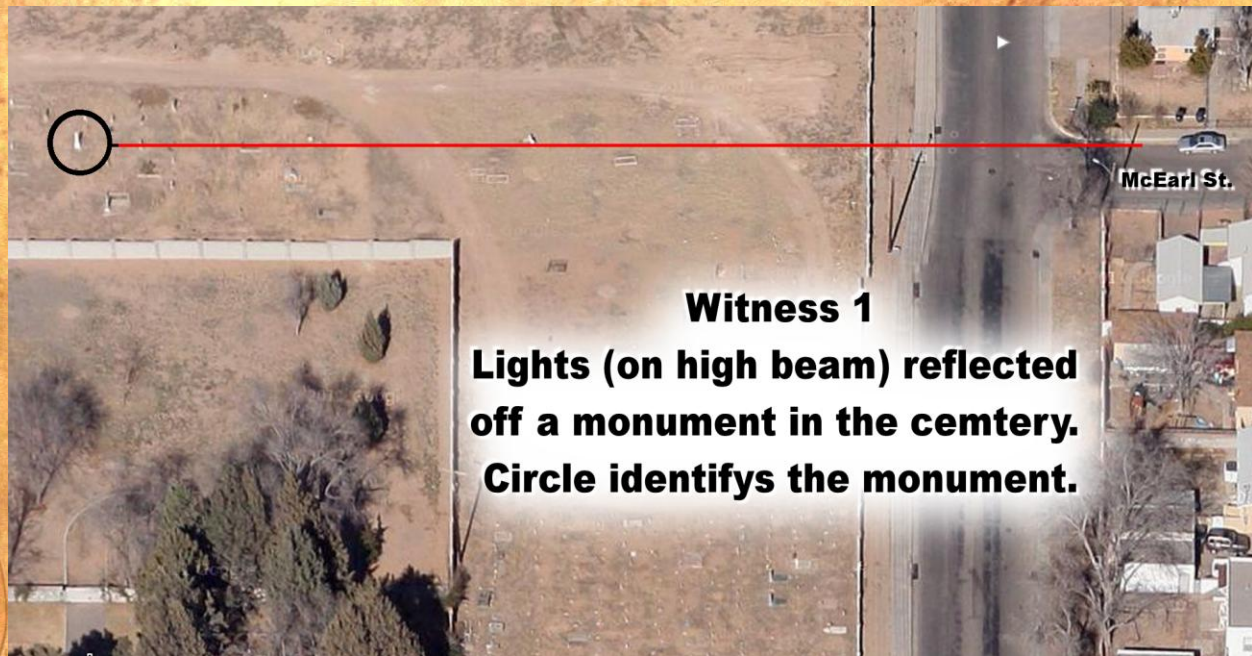 McEarl St.
Witness 1
Lights (on high beam) reflected
off a monument in the cemtery.
Circle identifys the monument.